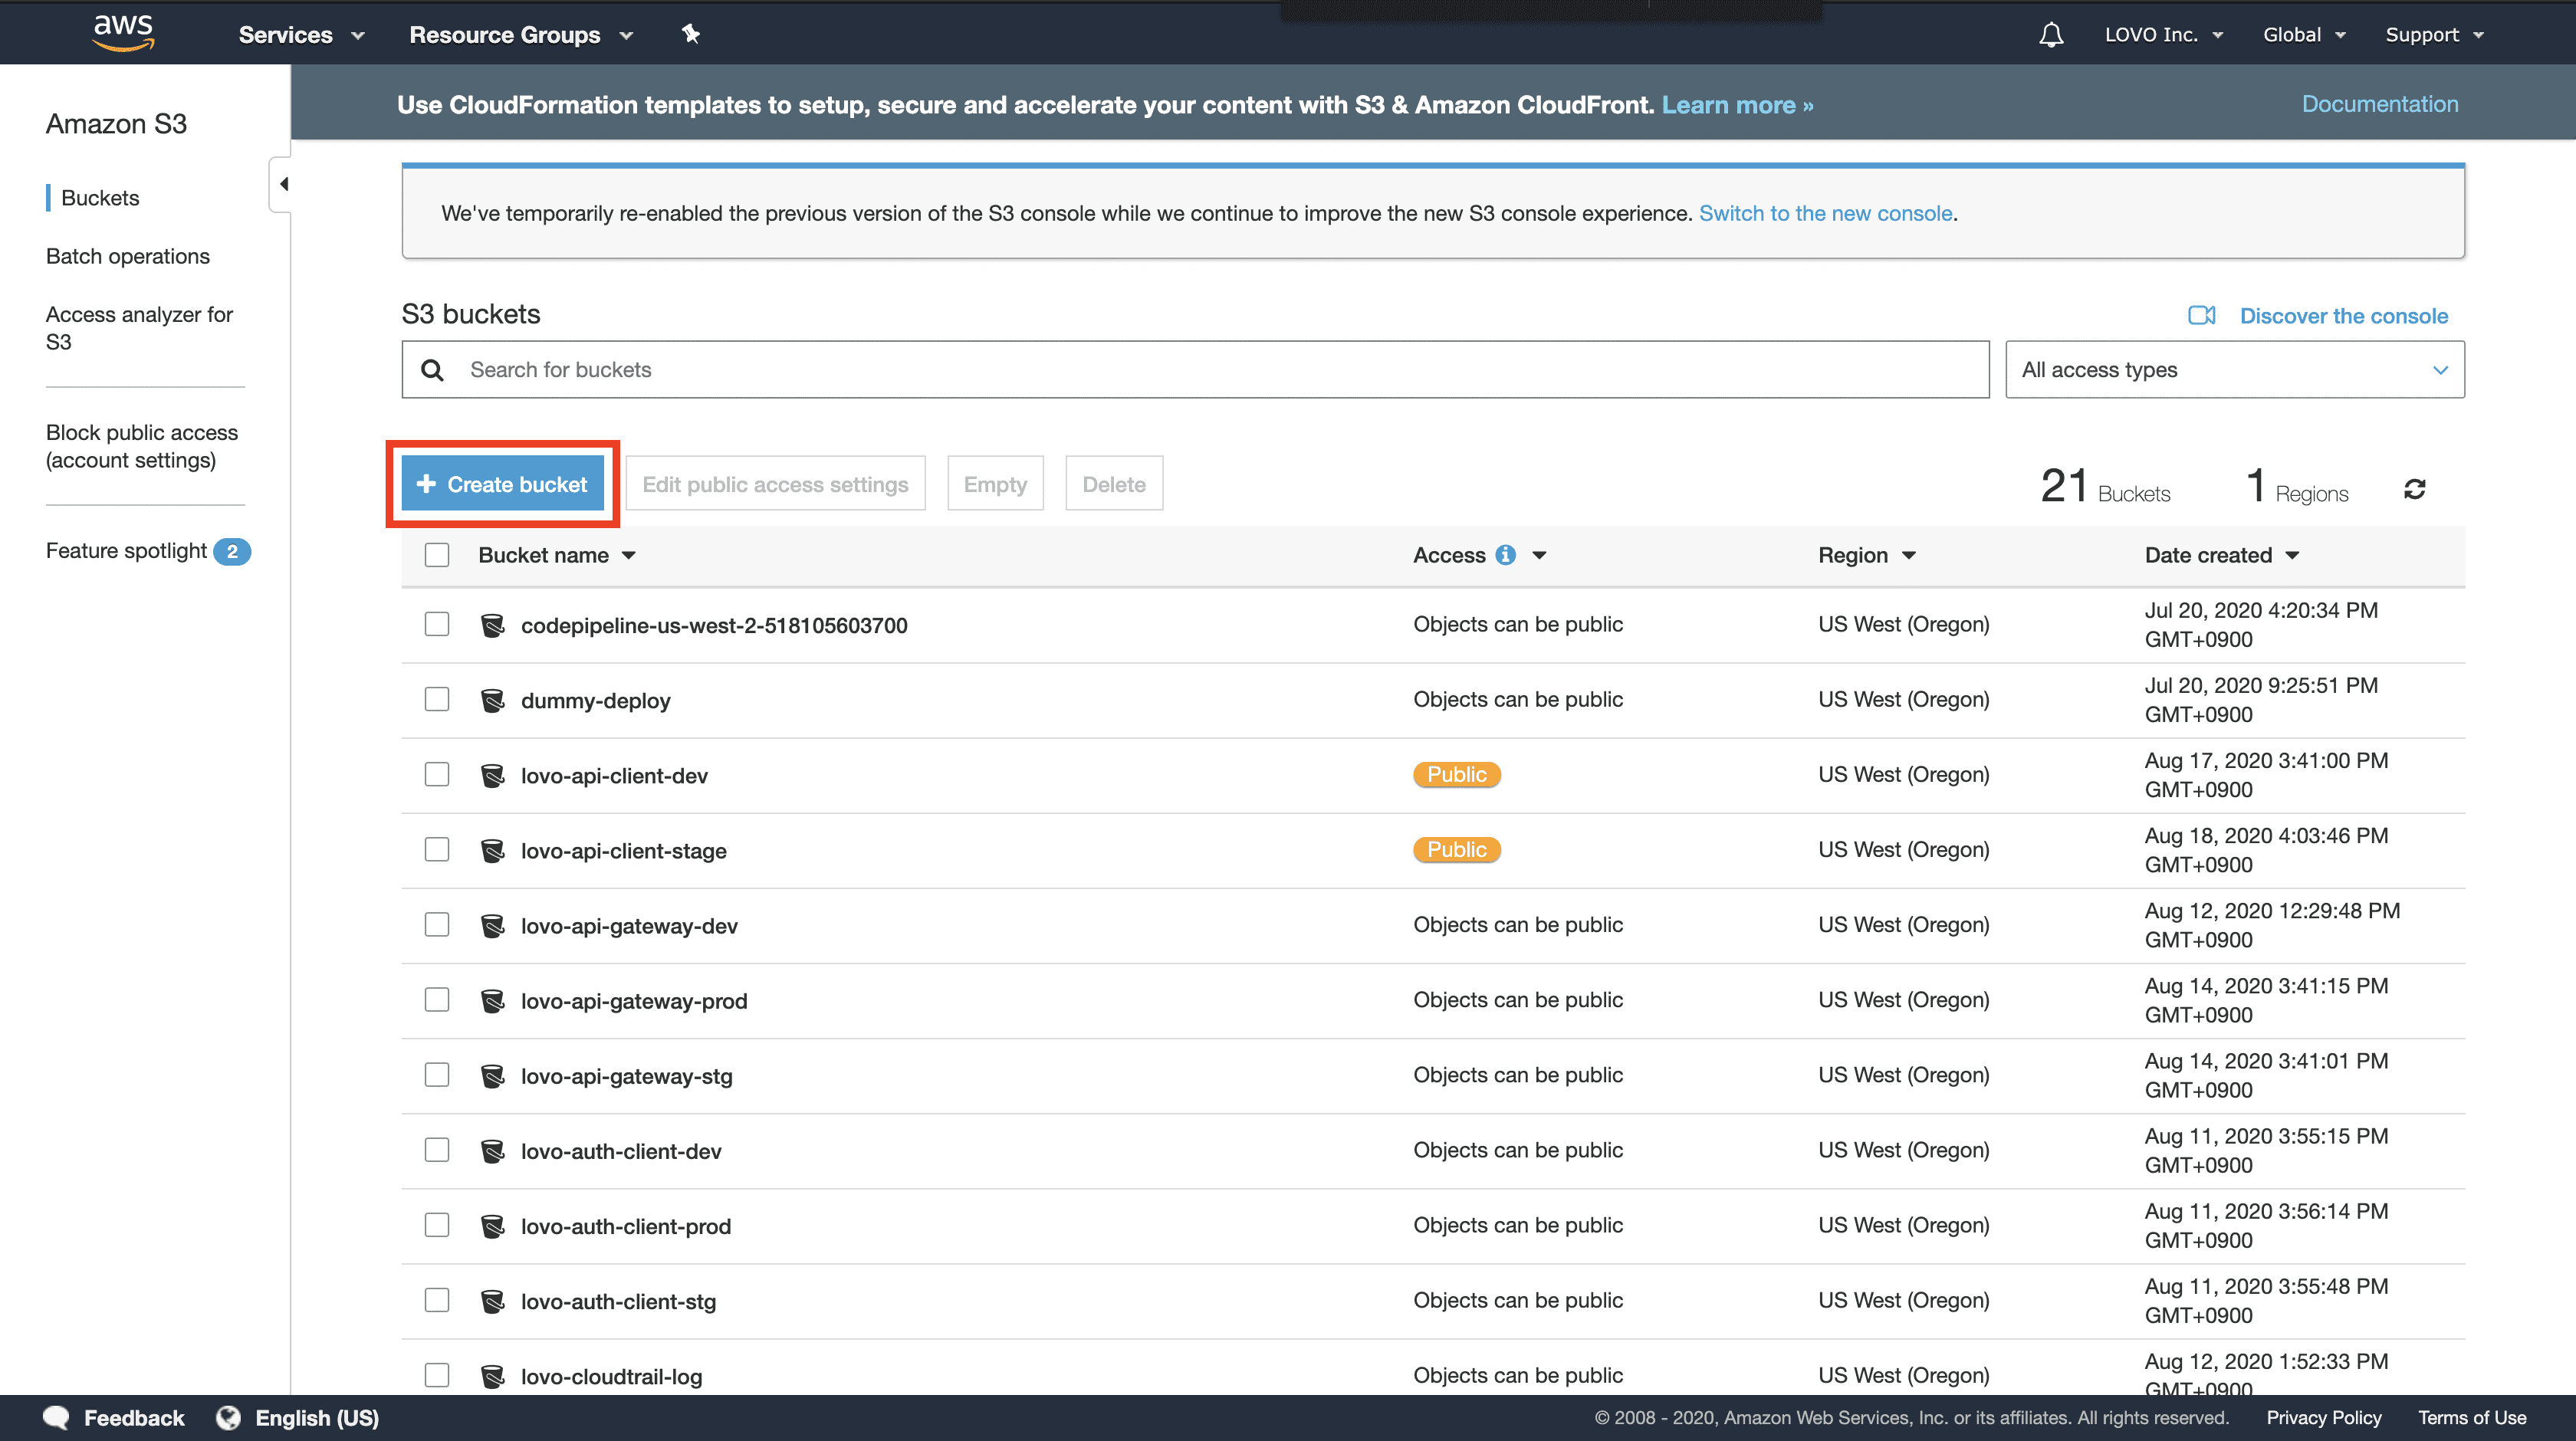 aws Services Resource Groups LOVO Inc. Global Support
Use CloudFormation templates to setup, secure and accelerate your content with S3 & Amazon CloudFront. Learn more » Documentation
Amazon S3
Buckets
Batch operations
Access analyzer for
S3
Block public access
(account settings)
Feature spotlight 2
We've temporarily re-enabled the previous version of the S3 console while we continue to improve the new S3 console experience. Switch to the new console.
S3 buckets Discover the console
Search for buckets All access types
+ Create bucket Edit public access settings Empty Delete 21 Buckets 1 Regions
Bucket name Access Region Date created
codepipeline-us-west-2-518105603700 Objects can be public US West (Oregon) Jul 20, 2020 4:20:34 PM
GMT+0900
dummy-deploy Objects can be public US West (Oregon) Jul 20, 2020 9:25:51 PM
GMT+0900
lovo-api-client-dev Public US West (Oregon) Aug 17, 2020 3:41:00 PM
GMT+0900
lovo-api-client-stage Public US West (Oregon) Aug 18, 2020 4:03:46 PM
GMT+0900
lovo-api-gateway-dev Objects can be public US West (Oregon) Aug 12, 2020 12:29:48 PM
GMT+0900
lovo-api-gateway-prod Objects can be public US West (Oregon) Aug 14, 2020 3:41:15 PM
GMT+0900
lovo-api-gateway-stg Objects can be public US West (Oregon) Aug 14, 2020 3:41:01 PM
GMT+0900
lovo-auth-client-dev Objects can be public US West (Oregon) Aug 11, 2020 3:55:15 PM
GMT+0900
lovo-auth-client-prod Objects can be public US West (Oregon) Aug 11, 2020 3:56:14 PM
GMT+0900
lovo-auth-client-stg Objects can be public US West (Oregon) Aug 11, 2020 3:55:48 PM
GMT+0900
lovo-cloudtrail-log Objects can be public US West (Oregon) Aug 12, 2020 1:52:33 PM
GMT+0900
Feedback English (US) © 2008 - 2020, Amazon Web Services, Inc. or its affiliates. All rights reserved. Privacy Policy Terms of Use